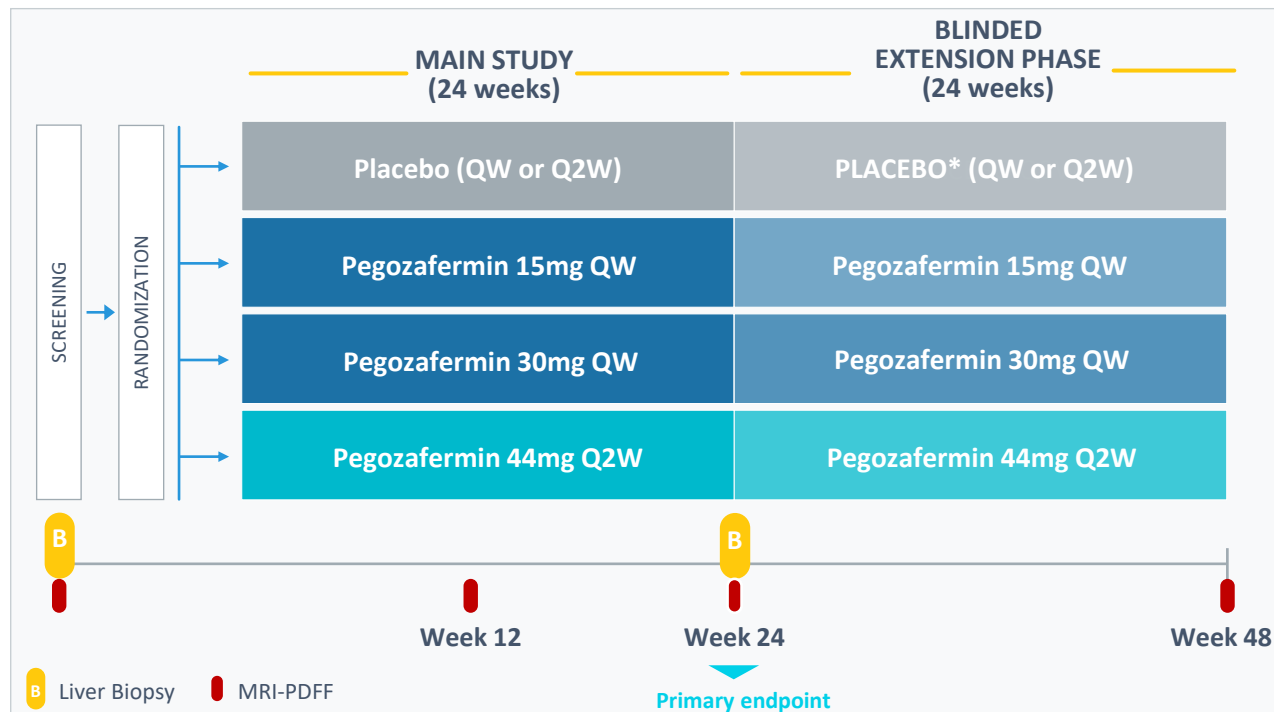 MAIN STUDY
(24 weeks)
BLINDED
EXTENSION PHASE
(24 weeks)
SCREENING
RANDOMIZATION
Placebo (QW or Q2W)
PLACEBO* (QW or Q2W)
Pegozafermin 15mg QW
Pegozafermin 15mg QW
Pegozafermin 30mg QW
Pegozafermin 30mg QW
Pegozafermin 44mg Q2W
Pegozafermin 44mg Q2W
B
B
Week 12
Week 24
Week 48
B Liver Biopsy
MRI-PDFF
Primary endpoint